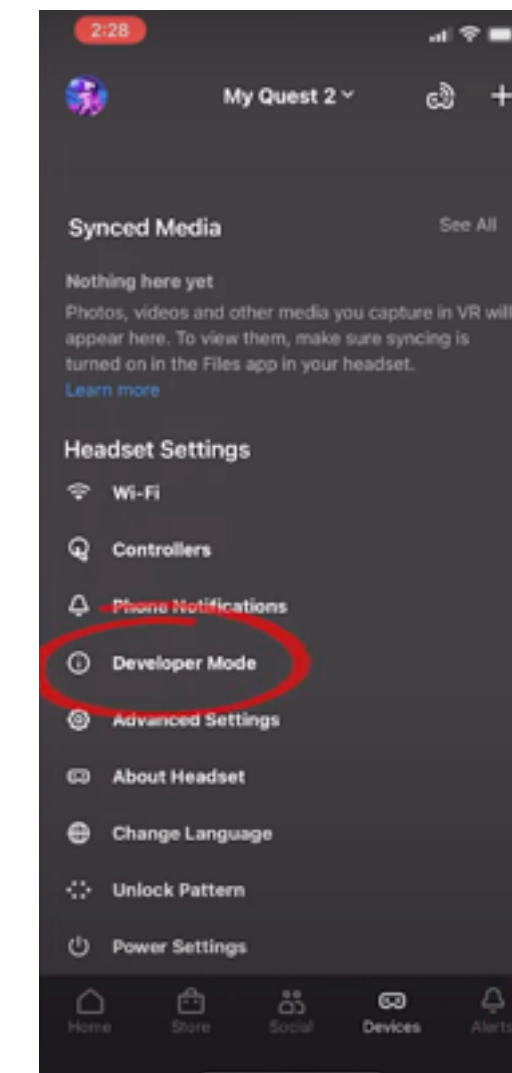 2:28
My Quest 2
Synced Media
See All
Nothing here yet
Photos, videos and other media you capture in VR will
appear here. To view them, make sure syncing is
turned on in the Files app in your headset.
Learn more
Headset Settings
Wi-Fi
Controllers
Phone Notifications
Developer Mode
Advanced Settings
About Headset
Change Language
Unlock Pattern
Power Settings
Home
Store
Social
Devices
Alerts